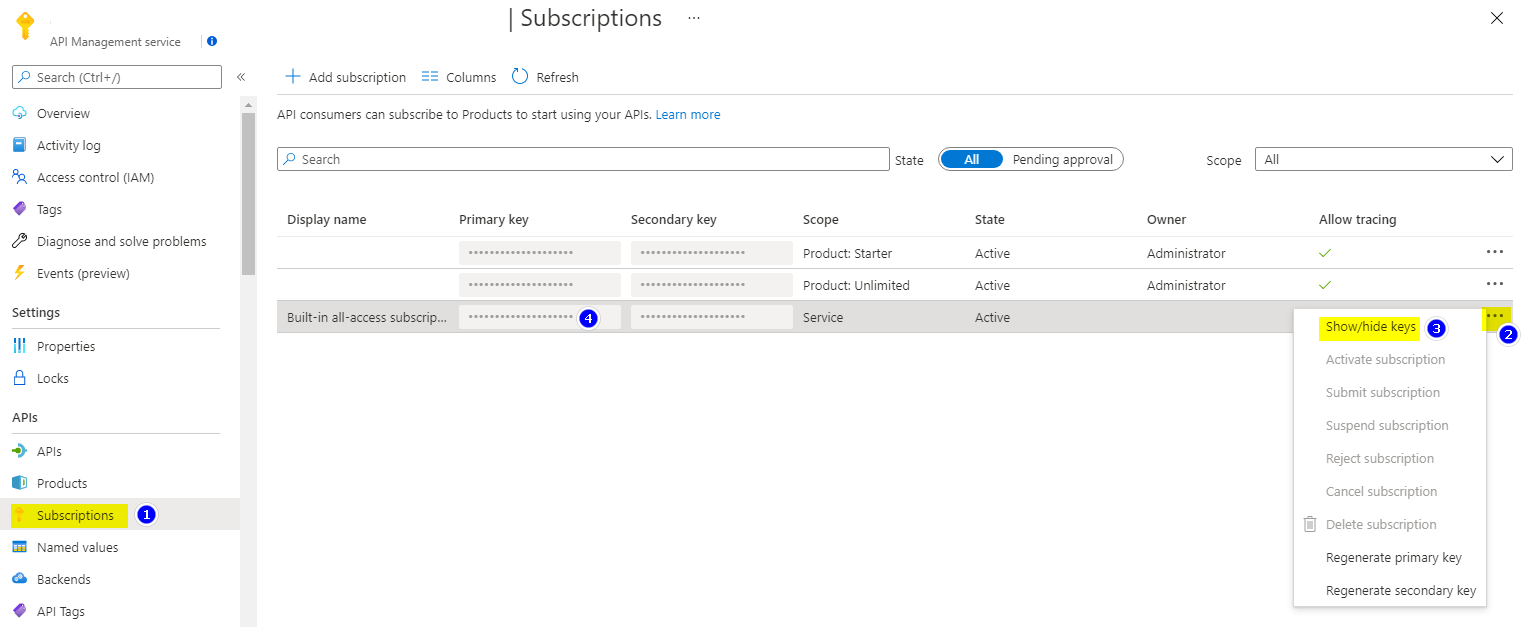 | Subscriptions ...
API Management service
Search (Ctrl+/) «
Overview
Activity log
Access control (IAM)
Tags
Diagnose and solve problems
Events (preview)
Settings
Properties
Locks
APIs
APIs
Products
Subscriptions 1
Named values
Backends
API Tags
Add subscription Columns Refresh
API consumers can subscribe to Products to start using your APIs. Learn more
Search State All Pending approval Scope All
Display name Primary key Secondary key Scope State Owner Allow tracing
•••••••••••••••••••• •••••••••••••••••••• Product: Starter Active Administrator ✓ ...
•••••••••••••••••••• •••••••••••••••••••• Product: Unlimited Active Administrator ✓ ...
Built-in all-access subscrip... •••••••••••••••••••• 4 •••••••••••••••••••• Service Active ... 2
Show/hide keys 3
Activate subscription
Submit subscription
Suspend subscription
Reject subscription
Cancel subscription
Delete subscription
Regenerate primary key
Regenerate secondary key